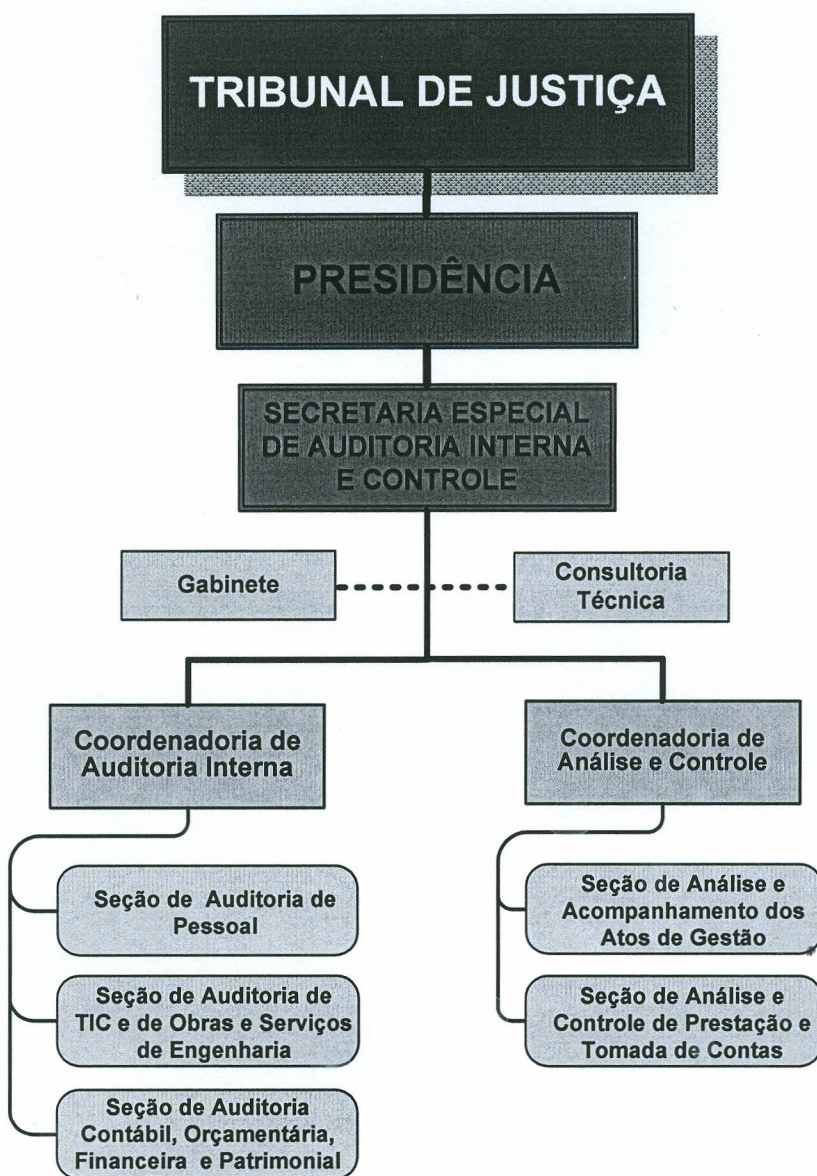 TRIBUNAL DE JUSTIÇA
PRESIDÊNCIA
SECRETARIA ESPECIAL
DE AUDITORIA INTERNA
E CONTROLE
Gabinete
Consultoria
Técnica
Coordenadoria de
Auditoria Interna
Seção de Auditoria de
Pessoal
Seção de Auditoria de
TIC e de Obras e Serviços
de Engenharia
Seção de Auditoria
Contábil, Orçamentária,
Financeira e Patrimonial
Coordenadoria de
Análise e Controle
Seção de Análise e
Acompanhamento dos
Atos de Gestão
Seção de Análise e
Controle de Prestação e
Tomada de Contas